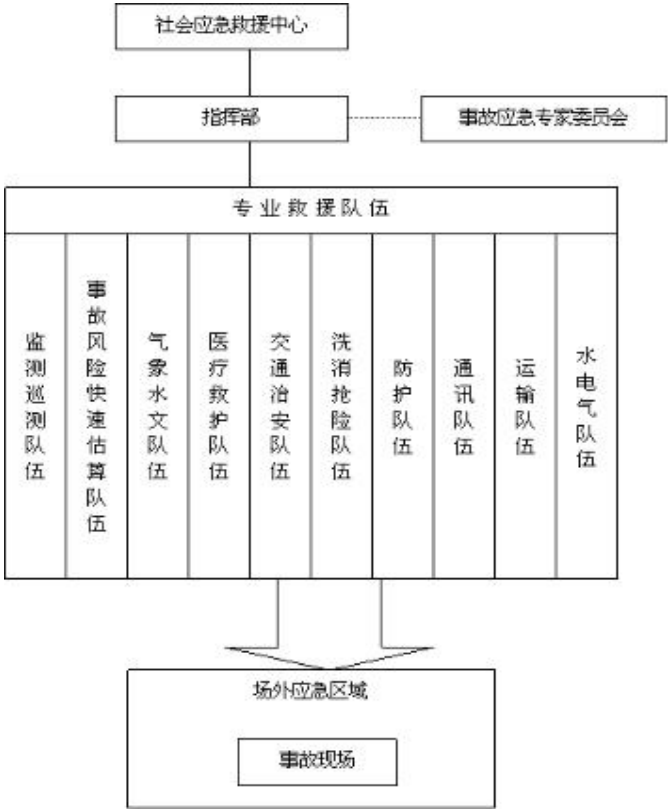 社会应急救援中心
指挥部
事故应急专家委员会
专业救援队伍
监测巡测队伍
事故风险快速估算队伍
气象水文队伍
医疗救护队伍
交通治安队伍
洗消抢险队伍
防护队伍
通讯队伍
运输队伍
水电气队伍
场外应急区域
事故现场